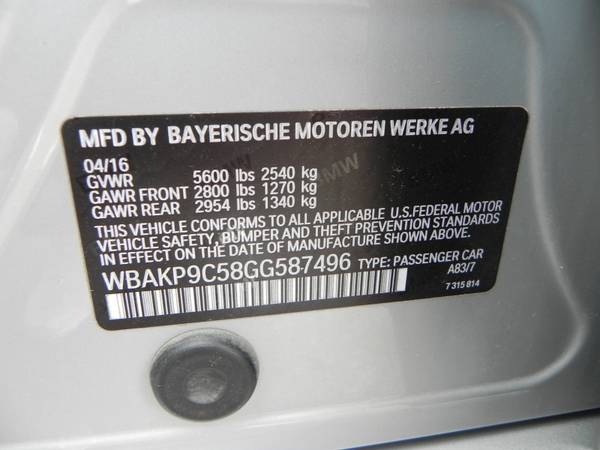 MFD BY BAYERISCHE MOTOREN WERKE AG
04/16
GVWR 5600 lbs 2540 kg
GAWR FRONT 2800 lbs 1270 kg
GAWR REAR 2954 lbs 1340 kg
THIS VEHICLE CONFORMS TO ALL APPLICABLE U.S.FEDERAL MOTOR
VEHICLE SAFETY, BUMPER AND THEFT PREVENTION STANDARDS
IN EFFECT ON THE DATE OF MANUFACTURE SHOWN ABOVE.
WBAKP9C58GG587496 TYPE: PASSENGER CAR
A83/7
7 315 814